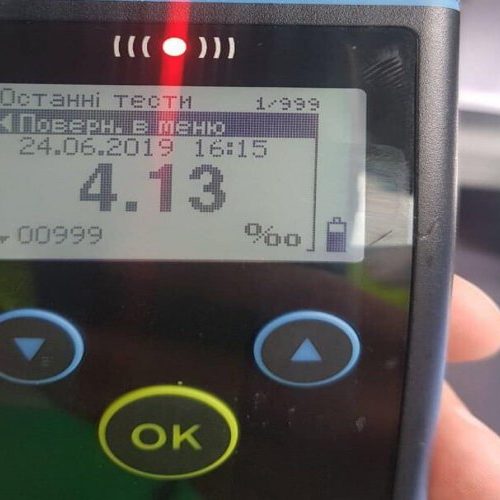 Останні тести 1/999
Поверн. в меню
24.06.2019 16:15
4.13
00999 ‰
OK